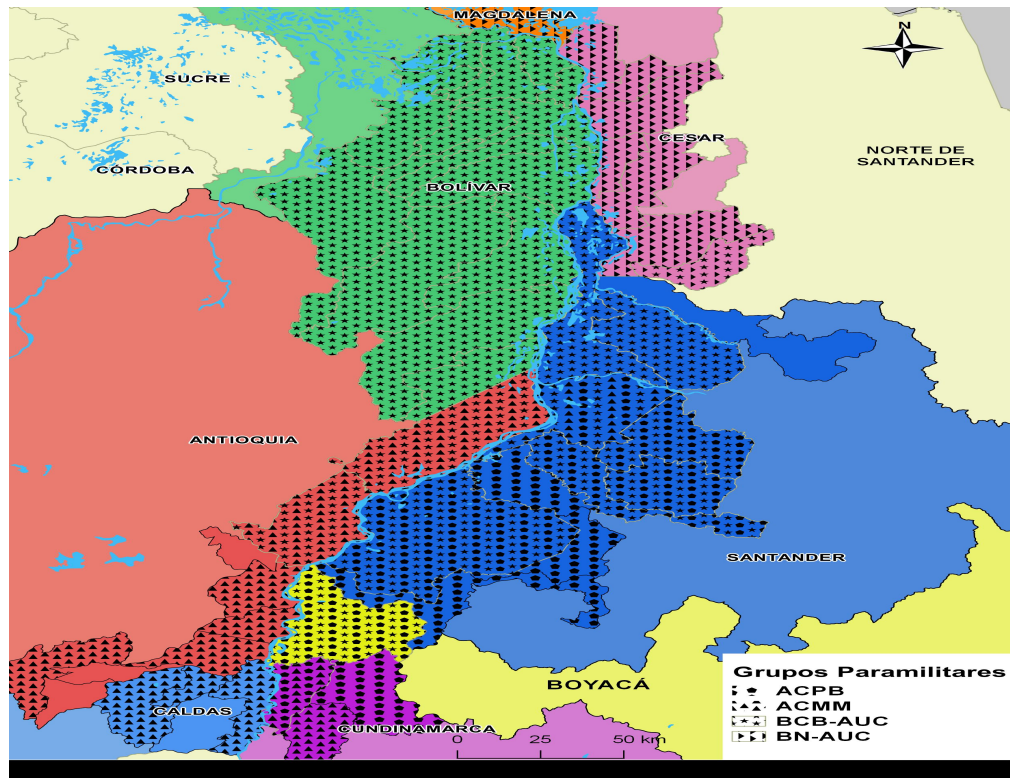 MAGDALENA
N
SUCRE
CESAR
NORTE DE
SANTANDER
CÓRDOBA
BOLÍVAR
ANTIOQUIA
SANTANDER
BOYACÁ
CALDAS
CUNDINAMARCA
0 25 50 km
Grupos Paramilitares
ACPB
ACMM
BCB-AUC
BN-AUC